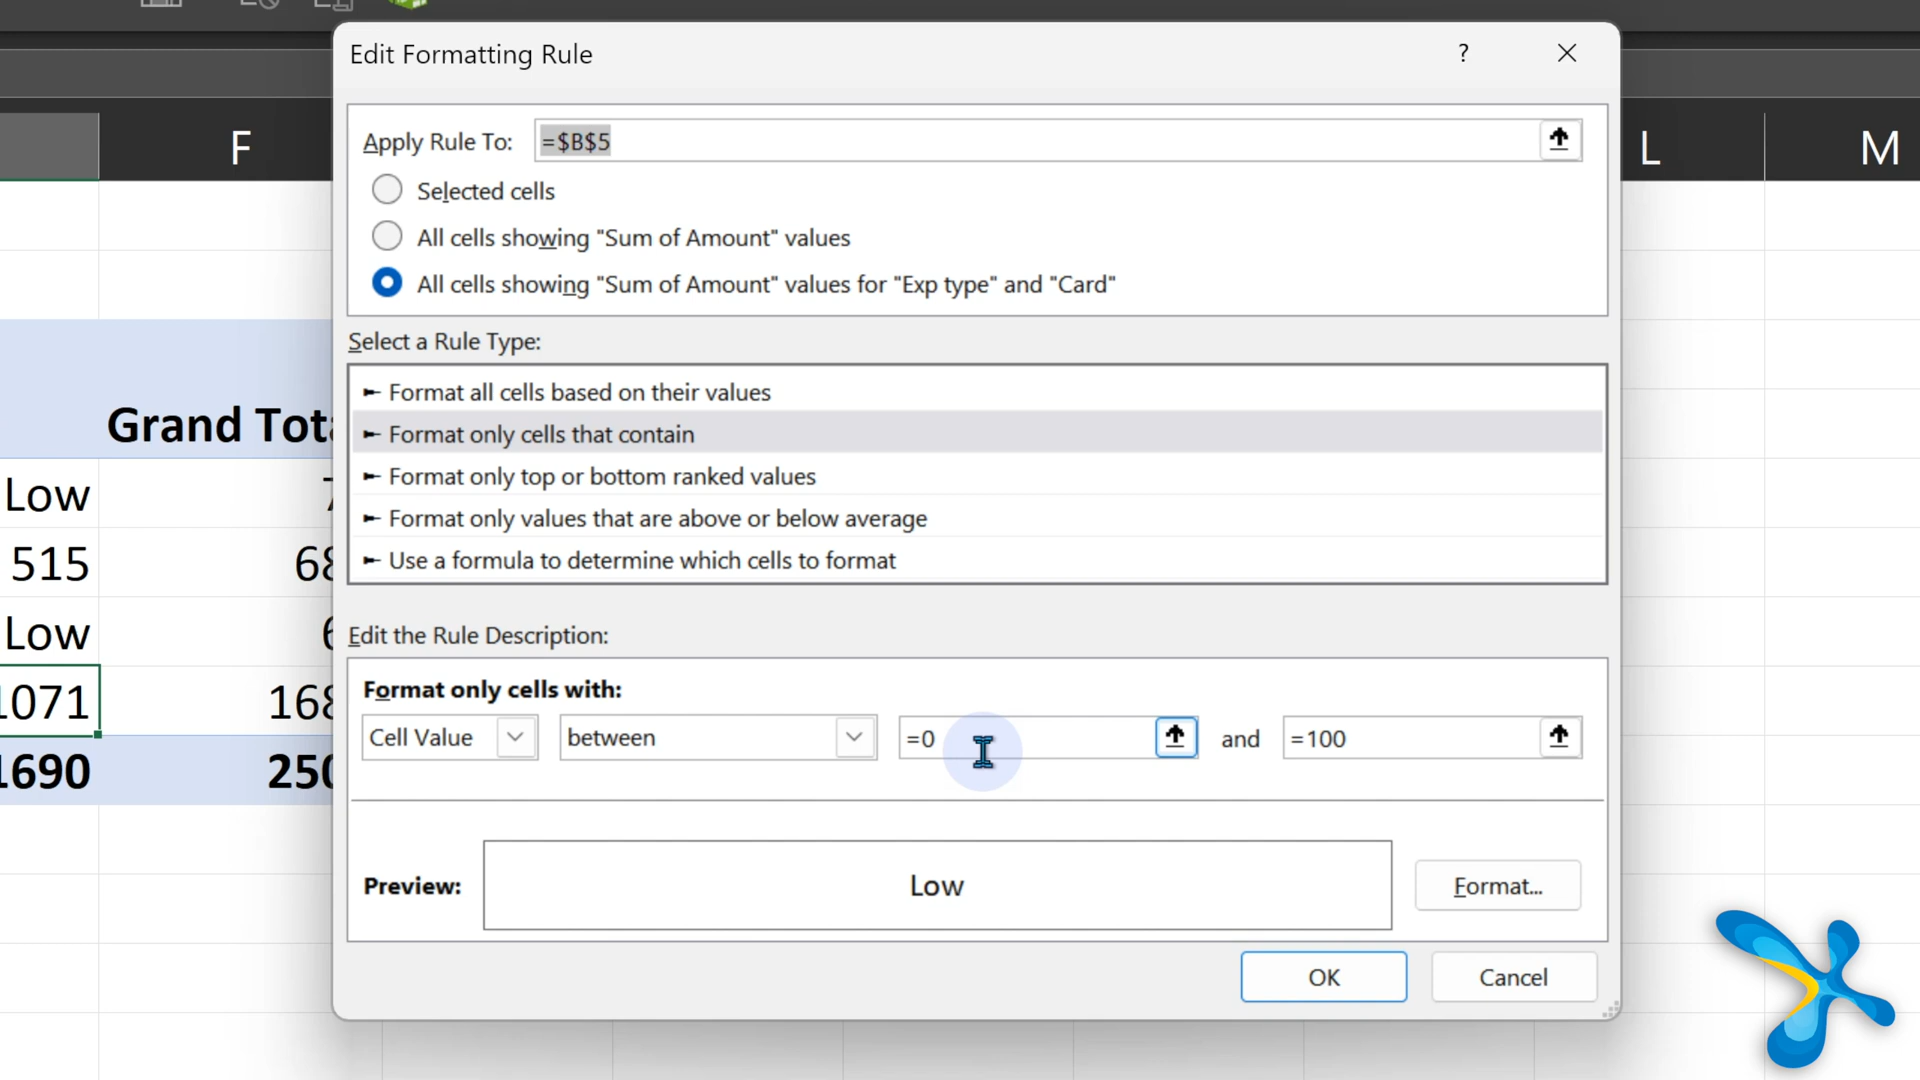 Edit Formatting Rule ? ×
F L M
Apply Rule To: =$B$5
Selected cells
All cells showing "Sum of Amount" values
All cells showing "Sum of Amount" values for "Exp type" and "Card"
Select a Rule Type:
► Format all cells based on their values
► Format only cells that contain
► Format only top or bottom ranked values
► Format only values that are above or below average
► Use a formula to determine which cells to format
Edit the Rule Description:
Format only cells with:
Cell Value between =0 and =100
Preview: Low Format...
OK Cancel
Grand Tota
Low 7
515 68
Low 6
1071 168
1690 250